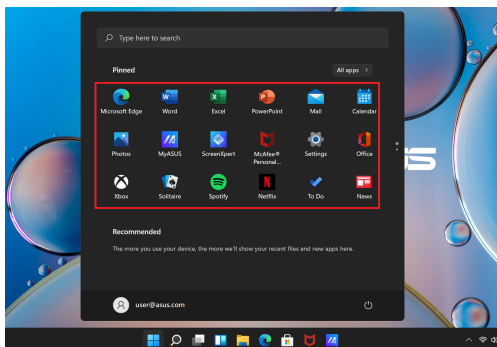 Type here to search
Pinned
All apps >
Microsoft Edge Word Excel PowerPoint Mail Calendar
Photos MyASUS ScreenXpert McAfee® Personal... Settings Office
Xbox Solitaire Spotify Netflix To Do News
Recommended
The more you use your device, the more we'll show your recent files and new apps here.
user@asus.com